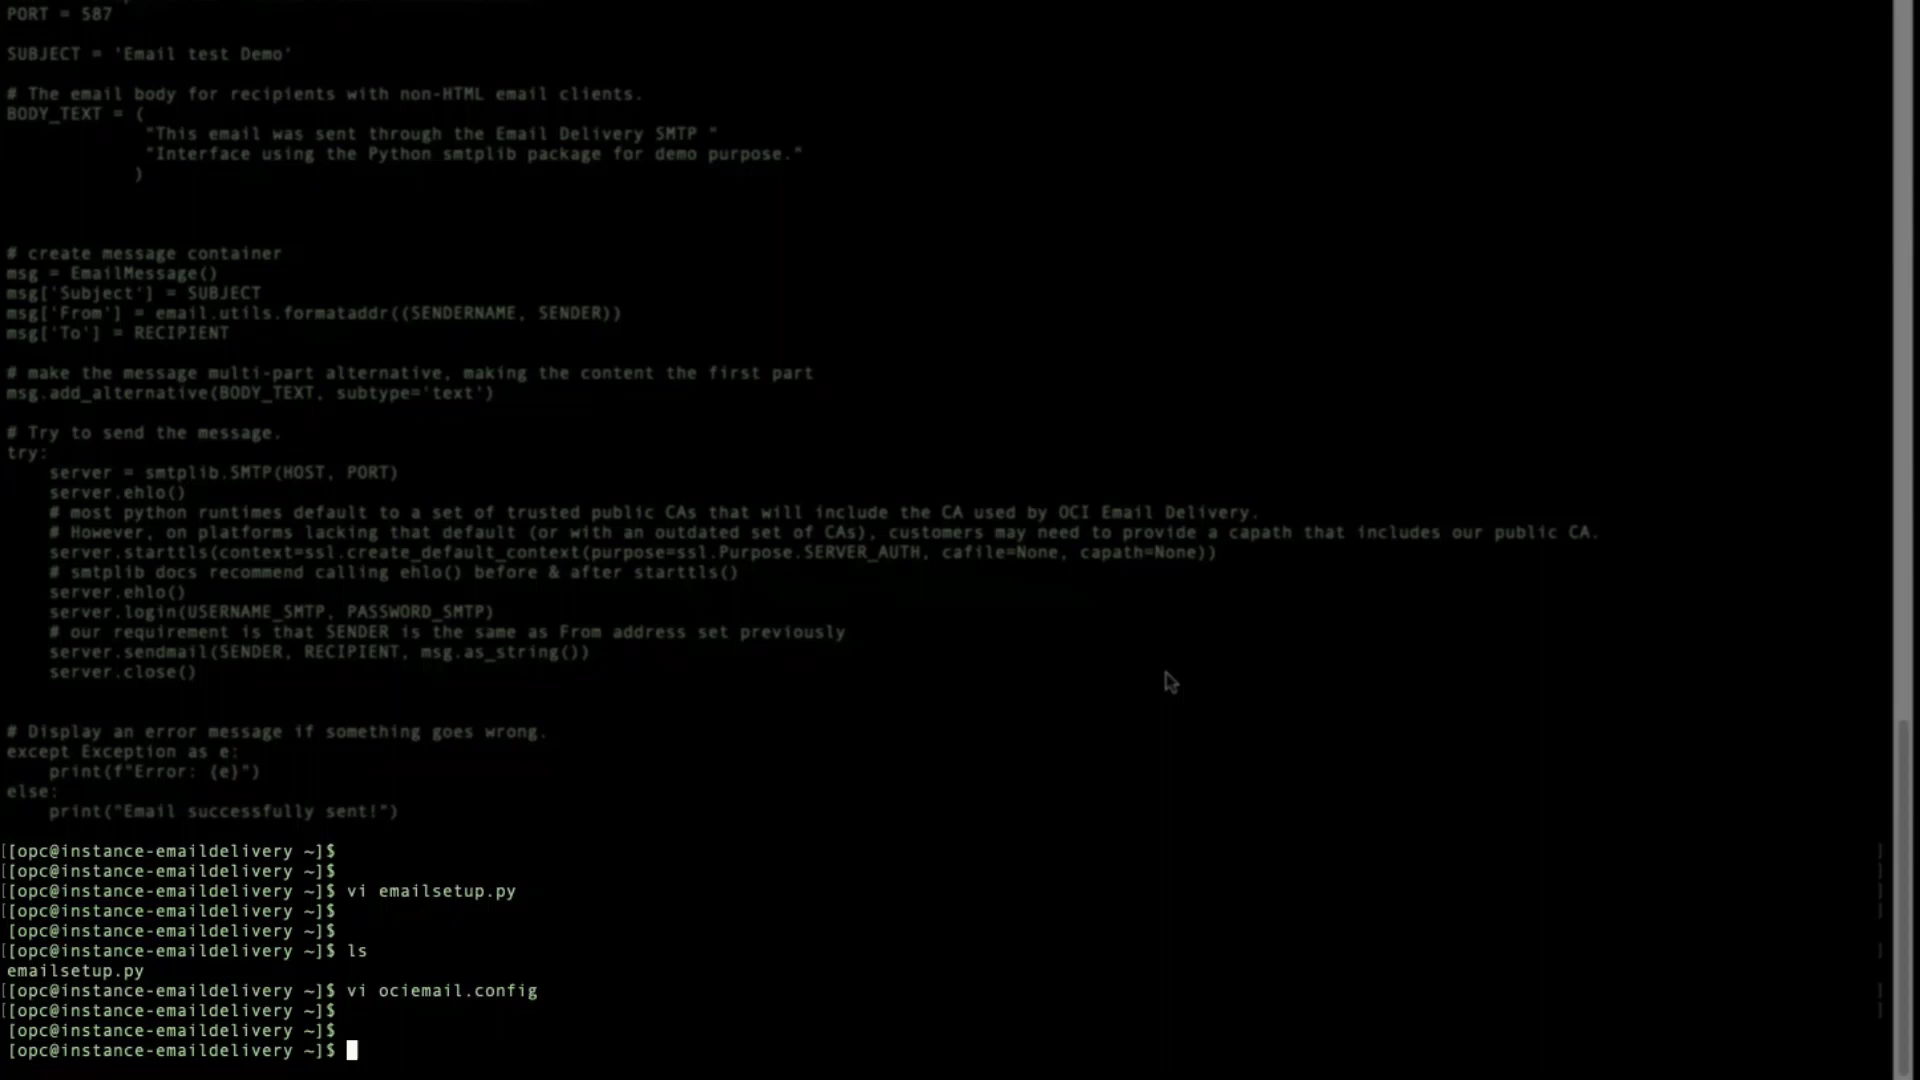 PORT = 587
SUBJECT = 'Email test Demo'
# The email body for recipients with non-HTML email clients.
BODY_TEXT = (
"This email was sent through the Email Delivery SMTP "
"Interface using the Python smtplib package for demo purpose."
)
# create message container
msg = EmailMessage()
msg['Subject'] = SUBJECT
msg['From'] = email.utils.formataddr((SENDERNAME, SENDER))
msg['To'] = RECIPIENT
# make the message multi-part alternative, making the content the first part
msg.add_alternative(BODY_TEXT, subtype='text')
# Try to send the message.
try:
server = smtplib.SMTP(HOST, PORT)
server.ehlo()
# most python runtimes default to a set of trusted public CAs that will include the CA used by OCI Email Delivery.
# However, on platforms lacking that default (or with an outdated set of CAs), customers may need to provide a capath that includes our public CA.
server.starttls(context=ssl.create_default_context(purpose=ssl.Purpose.SERVER_AUTH, cafile=None, capath=None))
# smtplib docs recommend calling ehlo() before & after starttls()
server.ehlo()
server.login(USERNAME_SMTP, PASSWORD_SMTP)
# our requirement is that SENDER is the same as From address set previously
server.sendmail(SENDER, RECIPIENT, msg.as_string())
server.close()
# Display an error message if something goes wrong.
except Exception as e:
print(f"Error: {e}")
else:
print("Email successfully sent!")
[[opc@instance-emaildelivery ~]$ ]
[[opc@instance-emaildelivery ~]$ ]
[[opc@instance-emaildelivery ~]$ vi emailsetup.py ]
[[opc@instance-emaildelivery ~]$ ]
[opc@instance-emaildelivery ~]$
[[opc@instance-emaildelivery ~]$ ls ]
emailsetup.py
[[opc@instance-emaildelivery ~]$ vi ociemail.config ]
[[opc@instance-emaildelivery ~]$ ]
[opc@instance-emaildelivery ~]$
[opc@instance-emaildelivery ~]$